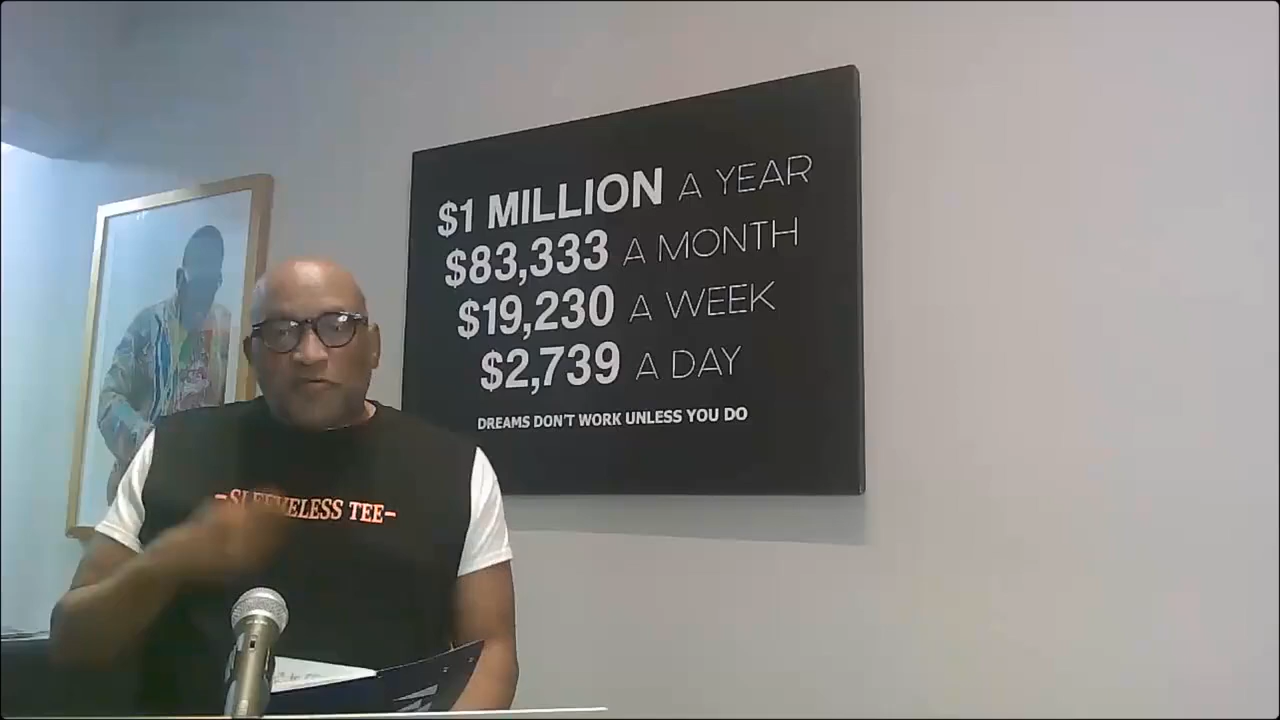 $1 MILLION A YEAR
$83,333 A MONTH
$19,230 A WEEK
$2,739 A DAY
DREAMS DON'T WORK UNLESS YOU DO
-SLEEVELESS TEE-